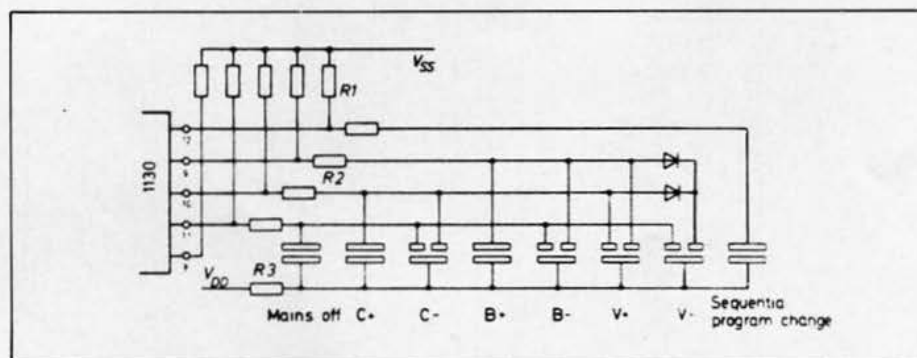 V_SS
R1
1130
R2
V_DD
R3
Mains off C+ C- B+ B- V+ V- Sequentia
program change